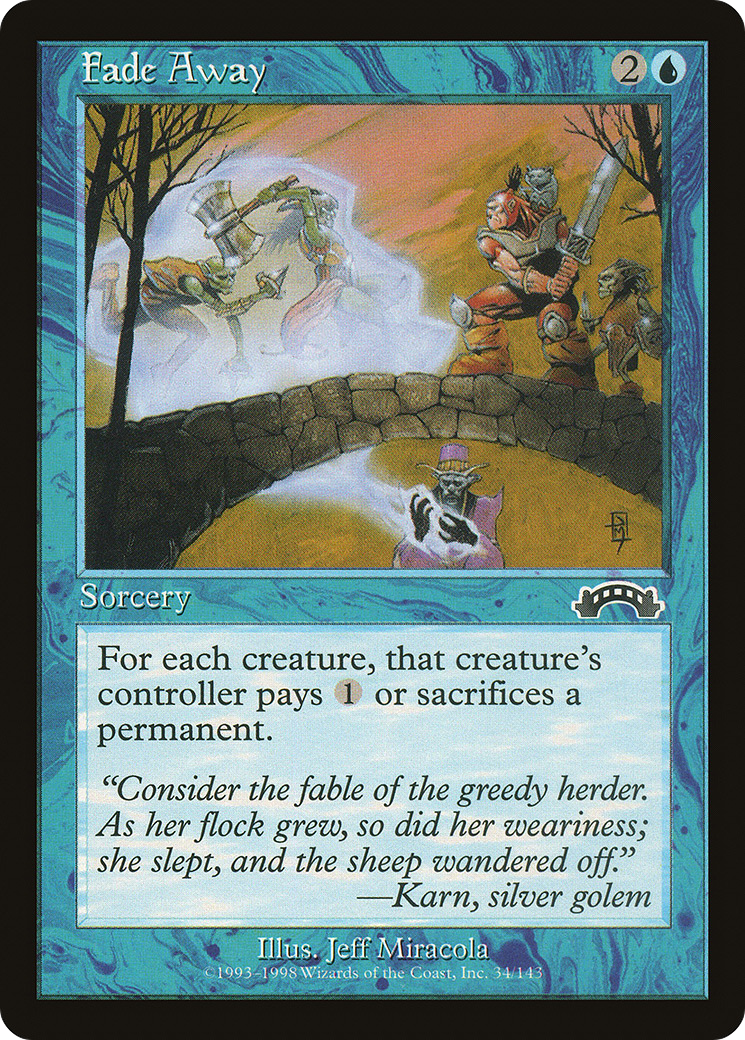 Fade Away
2
Sorcery
For each creature, that creature's
controller pays 1 or sacrifices a
permanent.
“Consider the fable of the greedy herder.
As her flock grew, so did her weariness;
she slept, and the sheep wandered off.”
—Karn, silver golem
Illus. Jeff Miracola
©1993–1998 Wizards of the Coast, Inc. 34/143